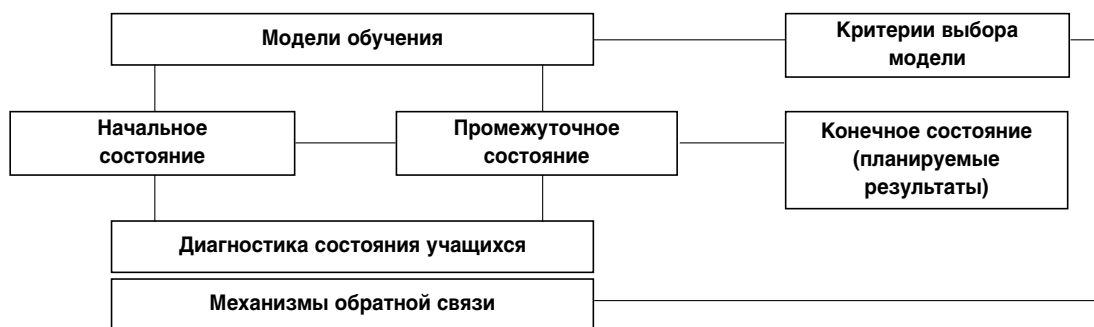 Модели обучения
Критерии выбора
модели
Начальное
состояние
Промежуточное
состояние
Конечное состояние
(планируемые
результаты)
Диагностика состояния учащихся
Механизмы обратной связи